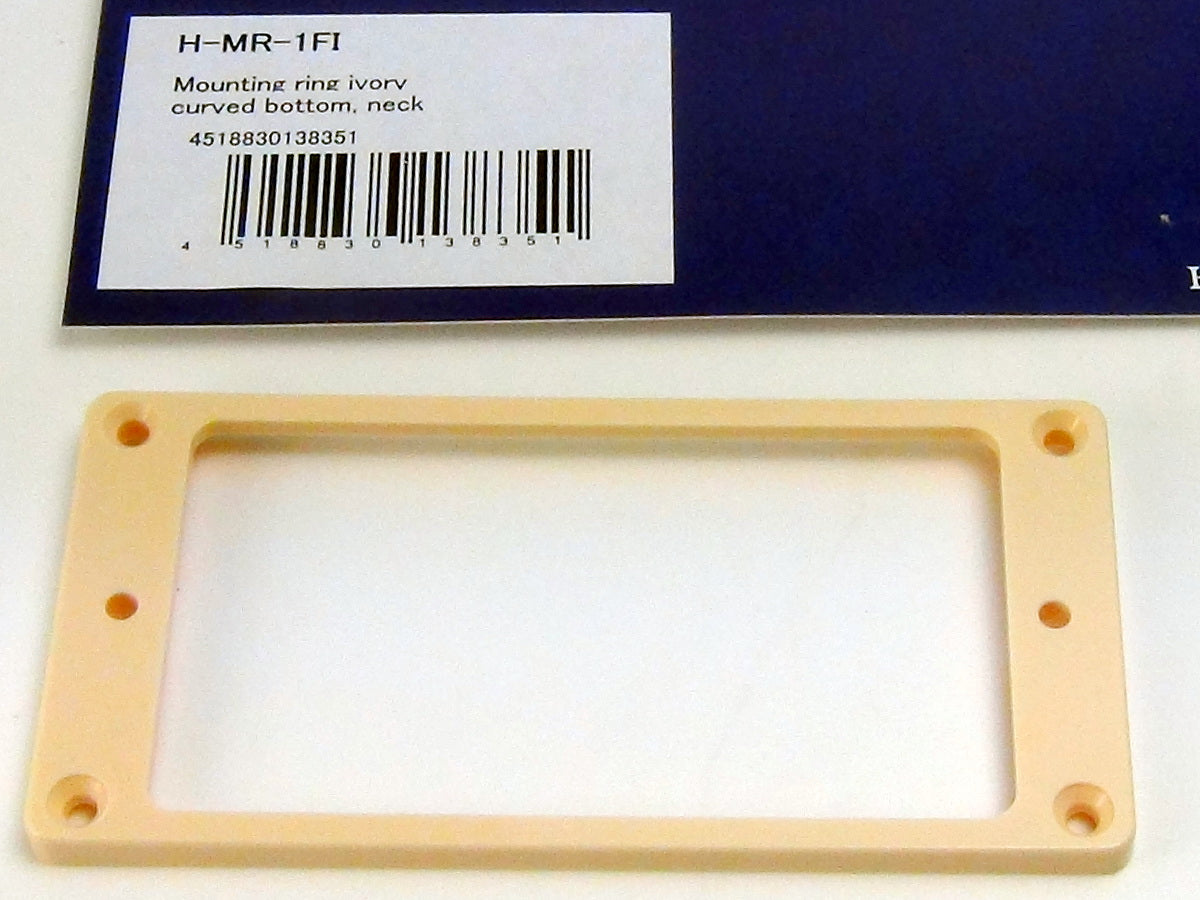 H-MR-1FI
Mounting ring ivory
curved bottom, neck
4518830138351
4 518830 138351